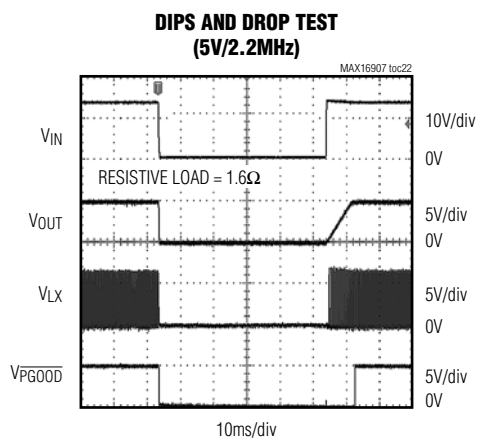 DIPS AND DROP TEST
(5V/2.2MHz)
MAX16907 toc22
VIN
10V/div
0V
RESISTIVE LOAD = 1.6Ω
VOUT
5V/div
0V
VLX
5V/div
0V
VPGOOD
5V/div
0V
10ms/div